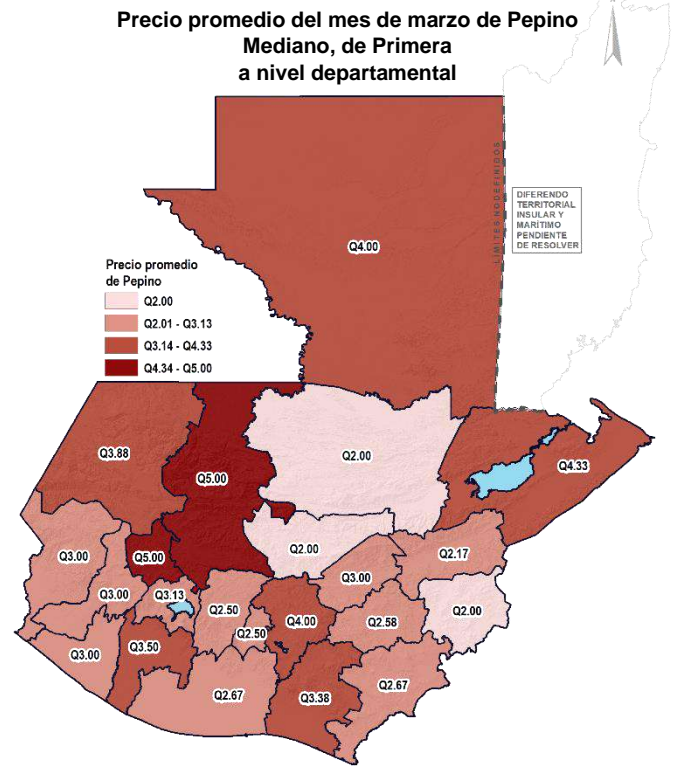 Precio promedio del mes de marzo de Pepino
Mediano, de Primera
a nivel departamental
LIMITES NO DEFINIDOS
DIFERENDO
TERRITORIAL
INSULAR Y
MARÍTIMO
PENDIENTE
DE RESOLVER
Q4.00
Precio promedio
de Pepino
Q2.00
Q2.01 - Q3.13
Q3.14 - Q4.33
Q4.34 - Q5.00
Q3.88
Q5.00
Q2.00
Q4.33
Q3.00
Q5.00
Q2.00
Q2.17
Q3.00
Q3.13
Q3.00
Q2.50
Q2.50
Q4.00
Q2.58
Q2.00
Q3.00
Q3.50
Q2.67
Q3.38
Q2.67